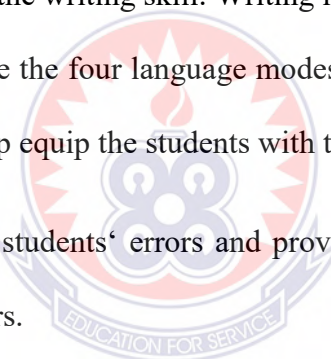 the writing skill. Writing
e the four language modes
p equip the students with t
students‘ errors and prov
rs.
EDUCATION FOR SERVICE